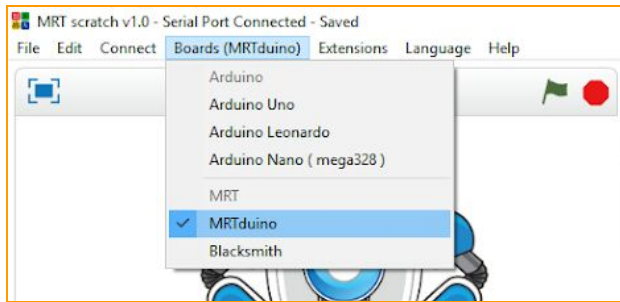 MRT scratch v1.0 - Serial Port Connected - Saved
File Edit Connect Boards (MRTduino) Extensions Language Help
Arduino
Arduino Uno
Arduino Leonardo
Arduino Nano ( mega328 )
MRT
MRTduino
Blacksmith